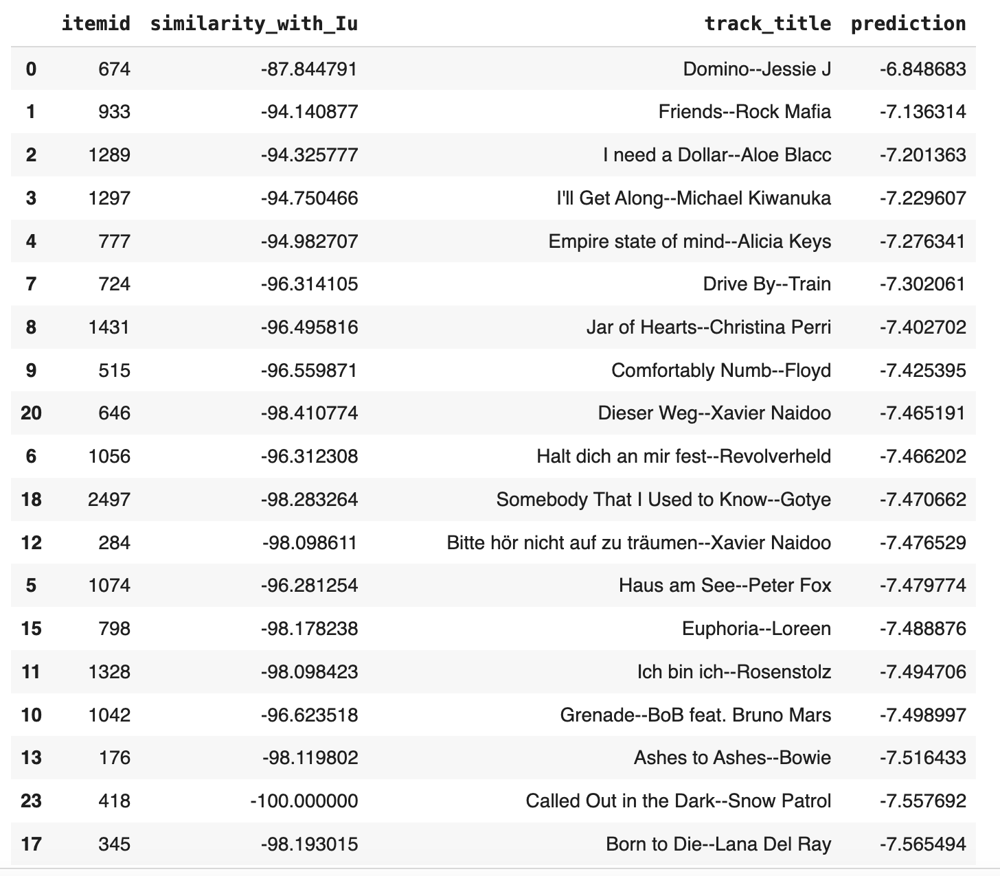 itemid similarity_with_Iu track_title prediction
0 674 -87.844791 Domino--Jessie J -6.848683
1 933 -94.140877 Friends--Rock Mafia -7.136314
2 1289 -94.325777 I need a Dollar--Aloe Blacc -7.201363
3 1297 -94.750466 I'll Get Along--Michael Kiwanuka -7.229607
4 777 -94.982707 Empire state of mind--Alicia Keys -7.276341
7 724 -96.314105 Drive By--Train -7.302061
8 1431 -96.495816 Jar of Hearts--Christina Perri -7.402702
9 515 -96.559871 Comfortably Numb--Floyd -7.425395
20 646 -98.410774 Dieser Weg--Xavier Naidoo -7.465191
6 1056 -96.312308 Halt dich an mir fest--Revolverheld -7.466202
18 2497 -98.283264 Somebody That I Used to Know--Gotye -7.470662
12 284 -98.098611 Bitte hör nicht auf zu träumen--Xavier Naidoo -7.476529
5 1074 -96.281254 Haus am See--Peter Fox -7.479774
15 798 -98.178238 Euphoria--Loreen -7.488876
11 1328 -98.098423 Ich bin ich--Rosenstolz -7.494706
10 1042 -96.623518 Grenade--BoB feat. Bruno Mars -7.498997
13 176 -98.119802 Ashes to Ashes--Bowie -7.516433
23 418 -100.000000 Called Out in the Dark--Snow Patrol -7.557692
17 345 -98.193015 Born to Die--Lana Del Ray -7.565494